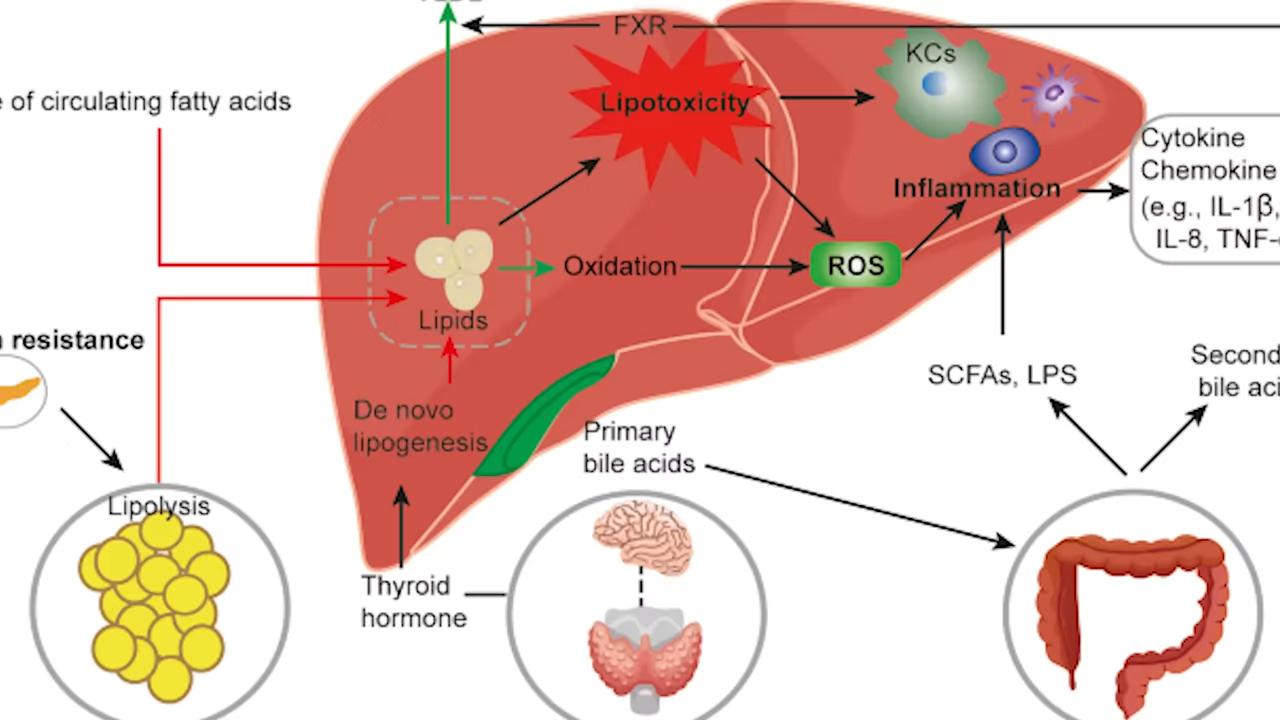 FXR
KCs
e of circulating fatty acids
Lipotoxicity
Cytokine
Chemokine
(e.g., IL-1β,
IL-8, TNF-
Inflammation
Oxidation
ROS
Lipids
resistance
SCFAs, LPS
Second
bile aci
De novo
lipogenesis
Primary
bile acids
Lipolysis
Thyroid
hormone